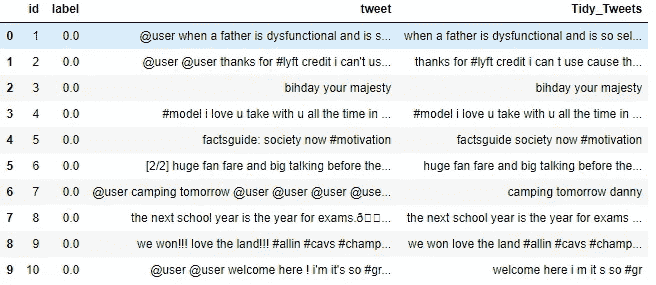 id label tweet Tidy_Tweets
0 1 0.0 @user when a father is dysfunctional and is s... when a father is dysfunctional and is so sel...
1 2 0.0 @user @user thanks for #lyft credit i can't us... thanks for #lyft credit i can t use cause th...
2 3 0.0 bihday your majesty bihday your majesty
3 4 0.0 #model i love u take with u all the time in ... #model i love u take with u all the time in ...
4 5 0.0 factsguide: society now #motivation factsguide society now #motivation
5 6 0.0 [2/2] huge fan fare and big talking before the... huge fan fare and big talking before the...
6 7 0.0 @user camping tomorrow @user @user @user @use... camping tomorrow danny
7 8 0.0 the next school year is the year for exams.ð... the next school year is the year for exams ...
8 9 0.0 we won!!! love the land!!! #allin #cavs #champ... we won love the land #allin #cavs #champ...
9 10 0.0 @user @user welcome here ! i'm it's so #gr... welcome here i m it s so #gr